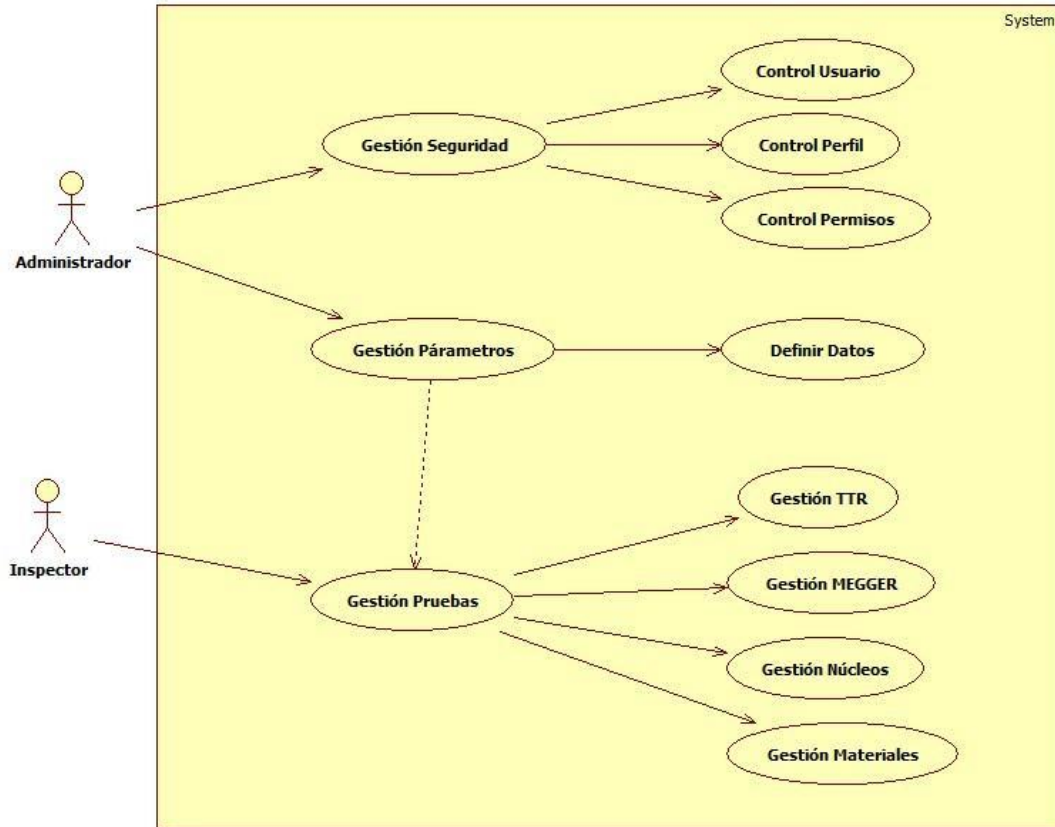 System
Control Usuario
Gestión Seguridad
Control Perfil
Control Permisos
Administrador
Gestión Párametros
Definir Datos
Gestión TTR
Inspector
Gestión MEGGER
Gestión Pruebas
Gestión Núcleos
Gestión Materiales